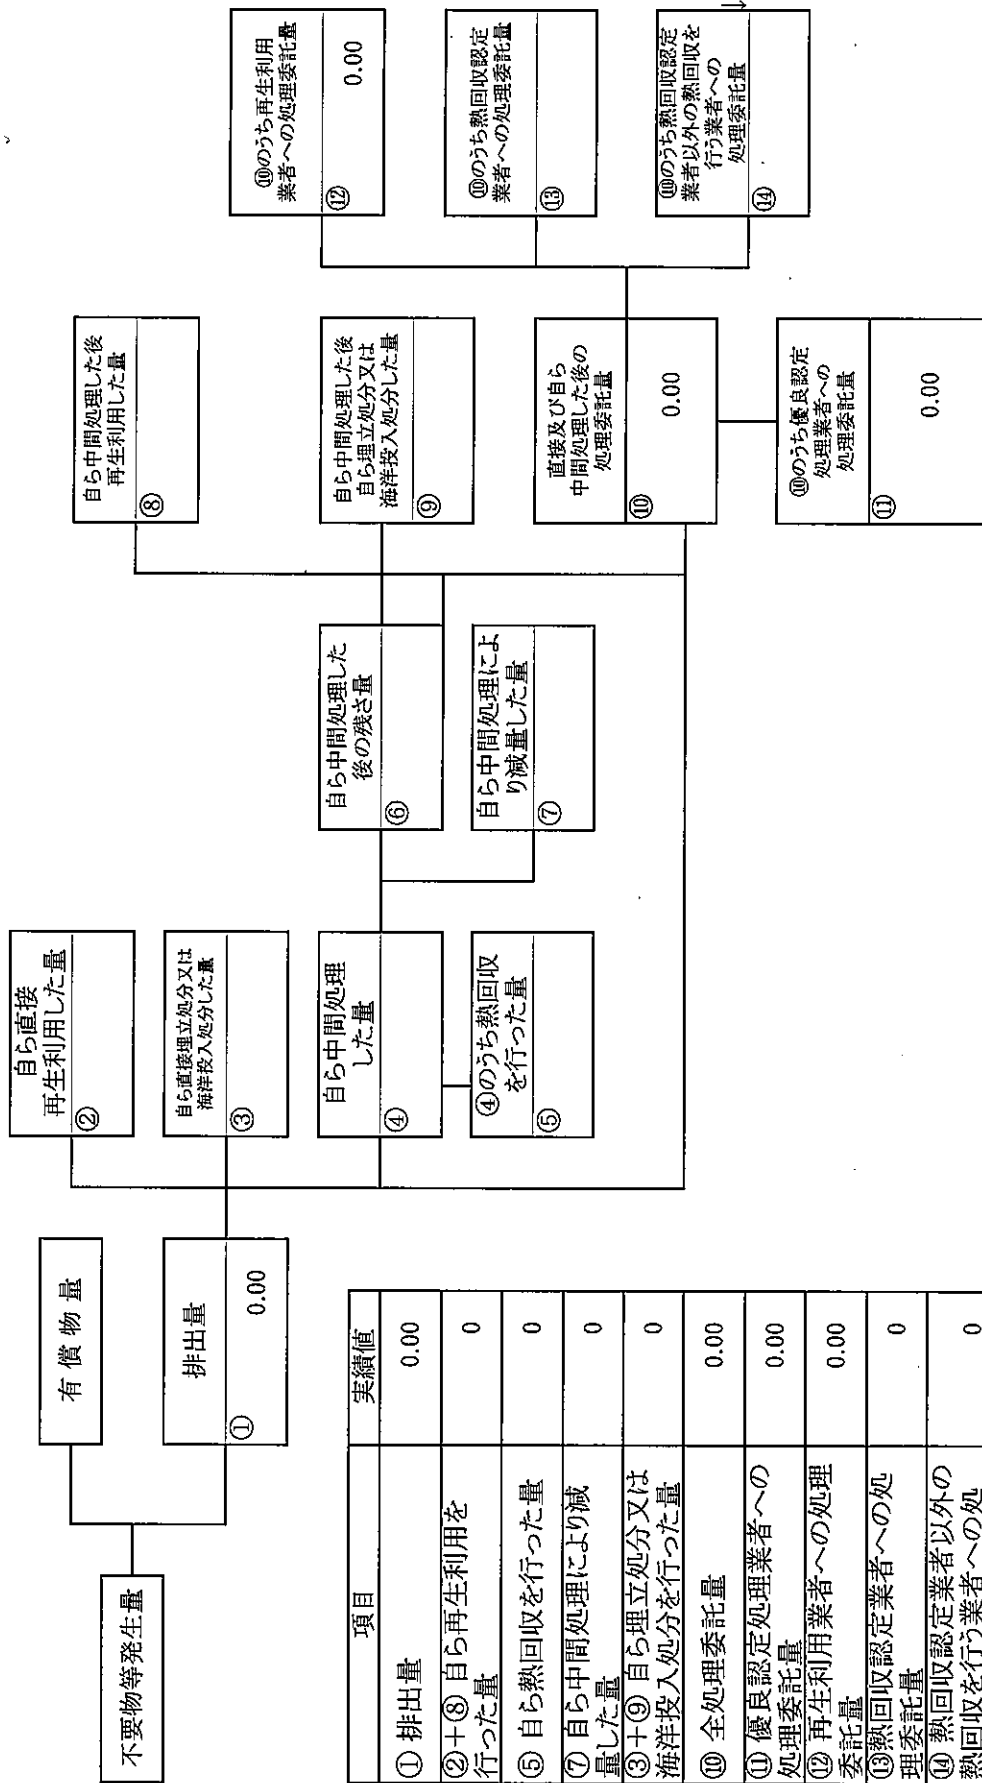 不要物等発生量
有償物量
排出量
①
0.00
自ら直接
再生利用した量
②
自ら直接埋立処分又は
海洋投入処分した量
③
自ら中間処理
した量
④
④のうち熱回収
を行った量
⑤
自ら中間処理した
後の残さ量
⑥
自ら中間処理によ
り減量した量
⑦
自ら中間処理した後
再生利用した量
⑧
自ら中間処理した後
自ら埋立処分又は
海洋投入処分した量
⑨
直接及び自ら
中間処理した後の
処理委託量
⑩
0.00
⑩のうち優良認定
処理業者への
処理委託量
⑪
0.00
⑩のうち再生利用
業者への処理委託量
⑫
0.00
⑩のうち熱回収認定
業者への処理委託量
⑬
⑩のうち熱回収認定
業者以外の熱回収を
行う業者への
処理委託量
⑭
項目 実績値
① 排出量 0.00
②+⑧ 自ら再生利用を
行った量 0
⑤ 自ら熱回収を行った量 0
⑦ 自ら中間処理により減
量した量 0
③+⑨ 自ら埋立処分又は
海洋投入処分を行った量 0
⑩ 全処理委託量 0.00
⑪ 優良認定処理業者への
処理委託量 0.00
⑫ 再生利用業者への処理
委託量 0.00
⑬熱回収認定業者への処
理委託量 0
⑭ 熱回収認定業者以外の
熱回収を行う業者への処 0